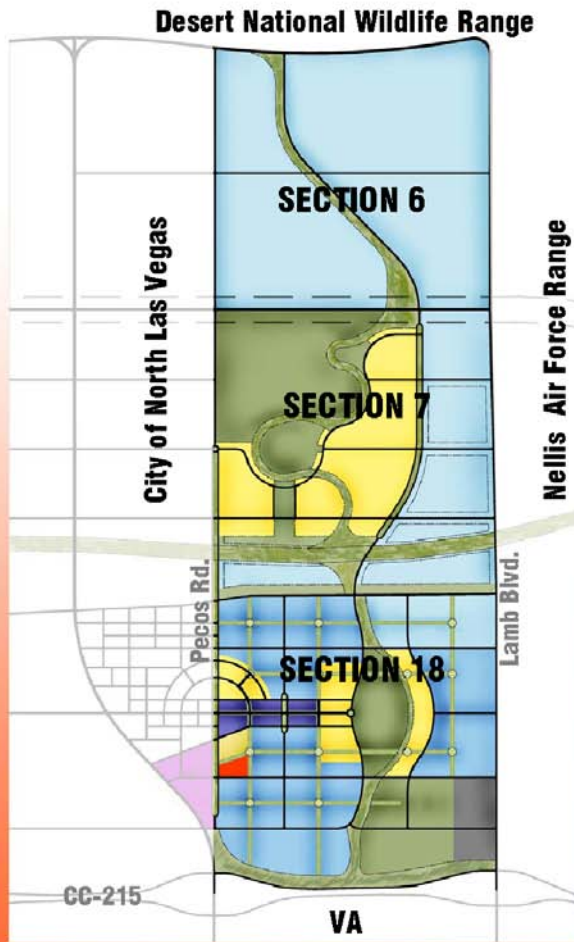 Desert National Wildlife Range
SECTION 6
City of North Las Vegas
Nellis Air Force Range
SECTION 7
Pecos Rd.
Lamb Blvd.
SECTION 18
CC-215
VA